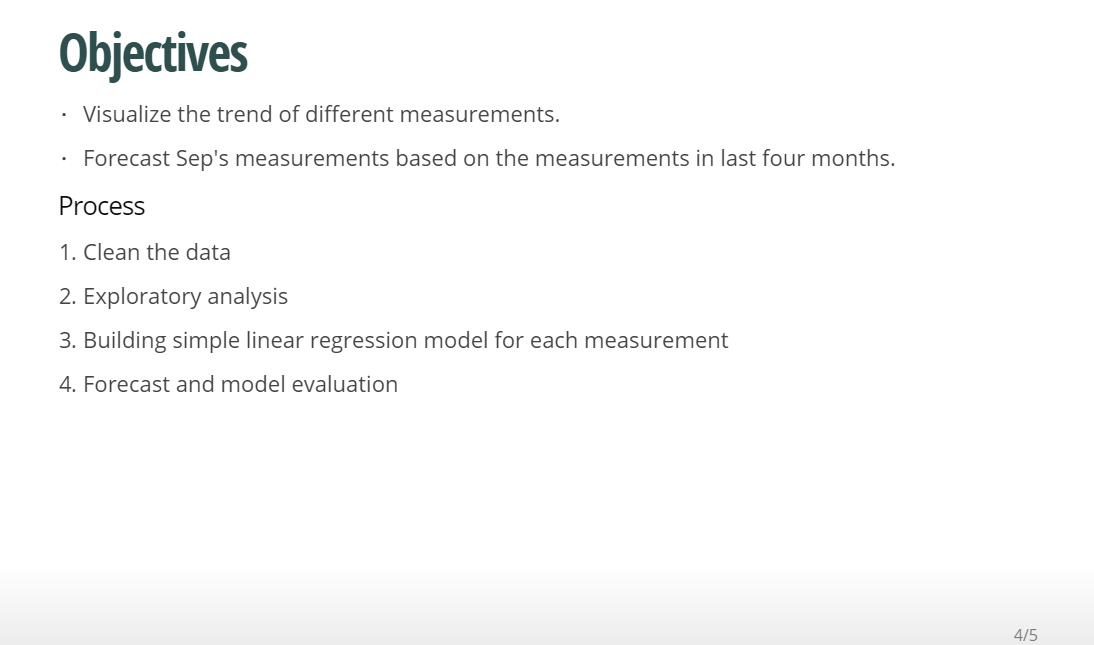 Objectives
· Visualize the trend of different measurements.
· Forecast Sep's measurements based on the measurements in last four months.
Process
1. Clean the data
2. Exploratory analysis
3. Building simple linear regression model for each measurement
4. Forecast and model evaluation
4/5